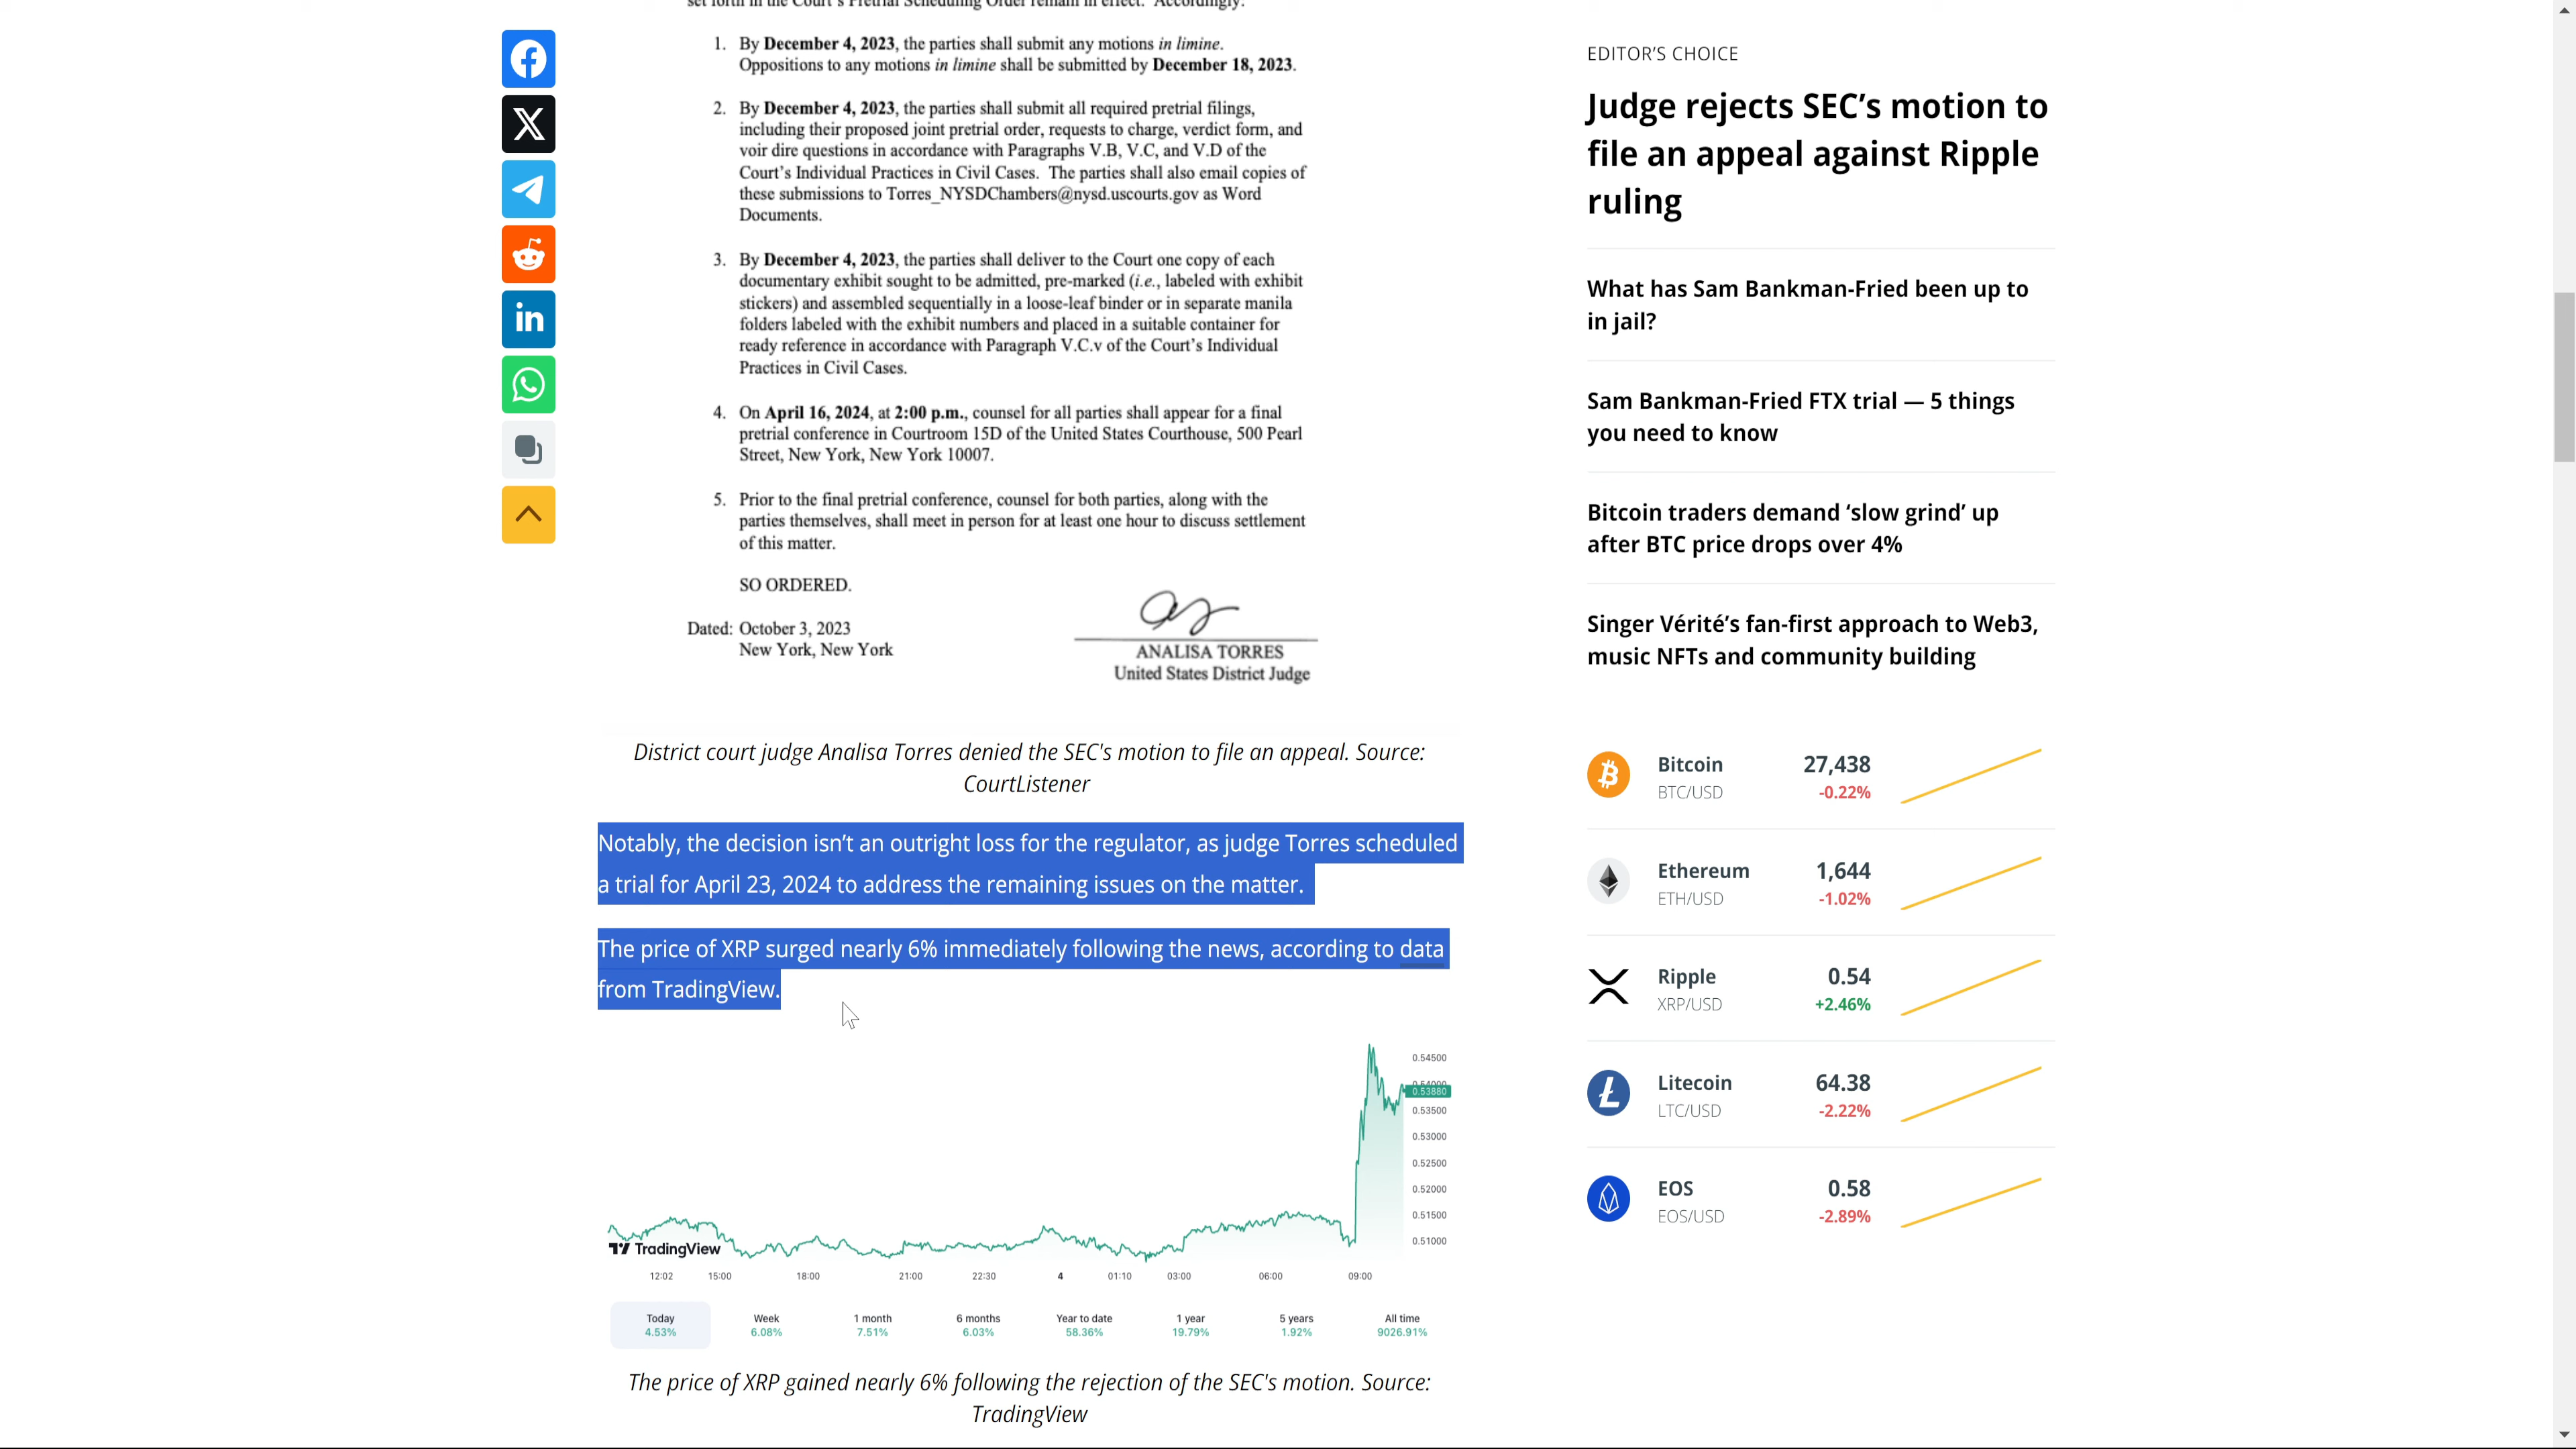 set forth in the Court's Pretrial Scheduling Order remain in effect. Accordingly:
1. By December 4, 2023, the parties shall submit any motions in limine.
Oppositions to any motions in limine shall be submitted by December 18, 2023.
2. By December 4, 2023, the parties shall submit all required pretrial filings,
including their proposed joint pretrial order, requests to charge, verdict form, and
voir dire questions in accordance with Paragraphs V.B, V.C, and V.D of the
Court's Individual Practices in Civil Cases. The parties shall also email copies of
these submissions to Torres_NYSDChambers@nysd.uscourts.gov as Word
Documents.
3. By December 4, 2023, the parties shall deliver to the Court one copy of each
documentary exhibit sought to be admitted, pre-marked (i.e., labeled with exhibit
stickers) and assembled sequentially in a loose-leaf binder or in separate manila
folders labeled with the exhibit numbers and placed in a suitable container for
ready reference in accordance with Paragraph V.C.v of the Court's Individual
Practices in Civil Cases.
4. On April 16, 2024, at 2:00 p.m., counsel for all parties shall appear for a final
pretrial conference in Courtroom 15D of the United States Courthouse, 500 Pearl
Street, New York, New York 10007.
5. Prior to the final pretrial conference, counsel for both parties, along with the
parties themselves, shall meet in person for at least one hour to discuss settlement
of this matter.
SO ORDERED.
Dated: October 3, 2023
New York, New York
ANALISA TORRES
United States District Judge
District court judge Analisa Torres denied the SEC's motion to file an appeal. Source:
CourtListener
Notably, the decision isn't an outright loss for the regulator, as judge Torres scheduled
a trial for April 23, 2024 to address the remaining issues on the matter.
The price of XRP surged nearly 6% immediately following the news, according to data
from TradingView.
0.54500
0.54000
0.53880
0.53500
0.53000
0.52500
0.52000
0.51500
0.51000
TradingView
12:02 15:00 18:00 21:00 22:30 4 01:10 03:00 06:00 09:00
Today Week 1 month 6 months Year to date 1 year 5 years All time
4.53% 6.08% 7.51% 6.03% 58.36% 19.79% 1.92% 9026.91%
The price of XRP gained nearly 6% following the rejection of the SEC's motion. Source:
TradingView
EDITOR'S CHOICE
Judge rejects SEC's motion to
file an appeal against Ripple
ruling
What has Sam Bankman-Fried been up to
in jail?
Sam Bankman-Fried FTX trial — 5 things
you need to know
Bitcoin traders demand ‘slow grind’ up
after BTC price drops over 4%
Singer Vérité's fan-first approach to Web3,
music NFTs and community building
Bitcoin 27,438
BTC/USD -0.22%
Ethereum 1,644
ETH/USD -1.02%
Ripple 0.54
XRP/USD +2.46%
Litecoin 64.38
LTC/USD -2.22%
EOS 0.58
EOS/USD -2.89%